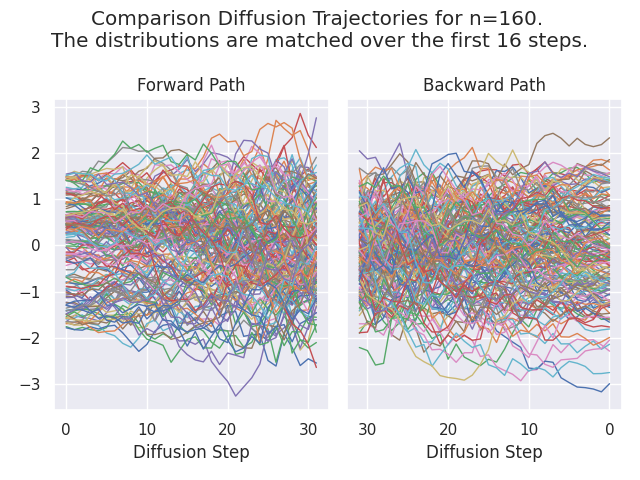 Comparison Diffusion Trajectories for n=160.
The distributions are matched over the first 16 steps.
Forward Path
Backward Path
3
2
1
0
−1
−2
−3
0 10 20 30
30 20 10 0
Diffusion Step
Diffusion Step